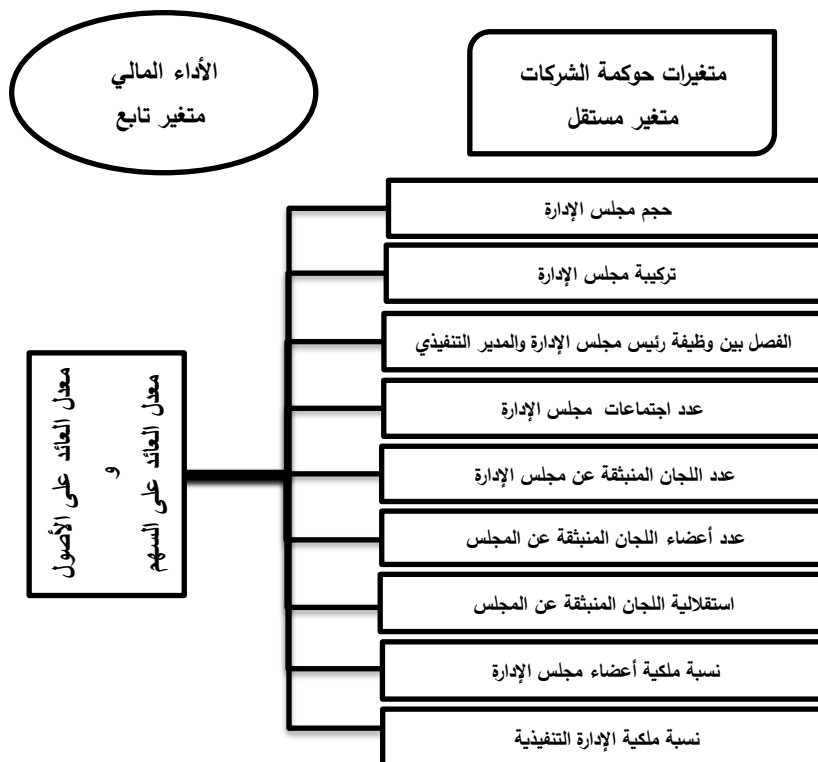 متغيرات حوكمة الشركات
متغير مستقل
الأداء المالي
متغير تابع
حجم مجلس الإدارة
تركيبة مجلس الإدارة
الفصل بين وظيفة رئيس مجلس الإدارة والمدير التنفيذي
عدد اجتماعات مجلس الإدارة
عدد اللجان المنبثقة عن مجلس الإدارة
عدد أعضاء اللجان المنبثقة عن المجلس
استقلالية اللجان المنبثقة عن المجلس
نسبة ملكية أعضاء مجلس الإدارة
نسبة ملكية الإدارة التنفيذية
معدل العائد على الأصول
و
معدل العائد على السهم